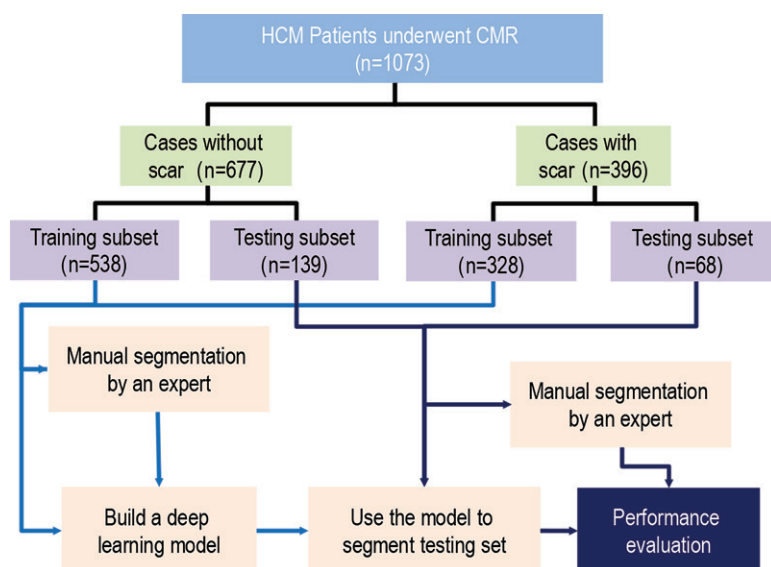 HCM Patients underwent CMR
(n=1073)
Cases without
scar (n=677)
Cases with
scar (n=396)
Training subset
(n=538)
Testing subset
(n=139)
Training subset
(n=328)
Testing subset
(n=68)
Manual segmentation
by an expert
Manual segmentation
by an expert
Build a deep
learning model
Use the model to
segment testing set
Performance
evaluation